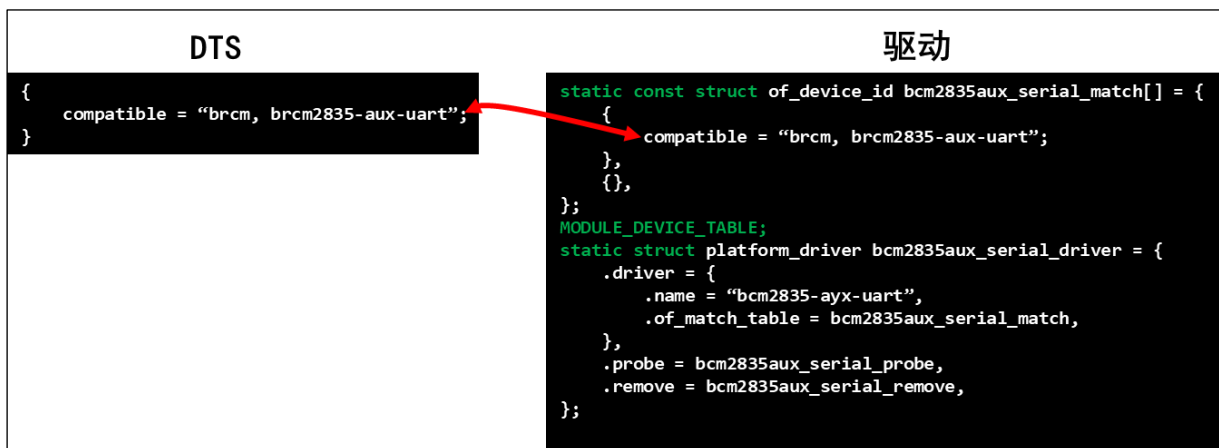 DTS
{
    compatible = “brcm, brcm2835-aux-uart”;
}
驱动
static const struct of_device_id bcm2835aux_serial_match[] = {
    {
        compatible = “brcm, brcm2835-aux-uart”;
    },
    {},
};
MODULE_DEVICE_TABLE;
static struct platform_driver bcm2835aux_serial_driver = {
    .driver = {
        .name = “bcm2835-ayx-uart”,
        .of_match_table = bcm2835aux_serial_match,
    },
    .probe = bcm2835aux_serial_probe,
    .remove = bcm2835aux_serial_remove,
};